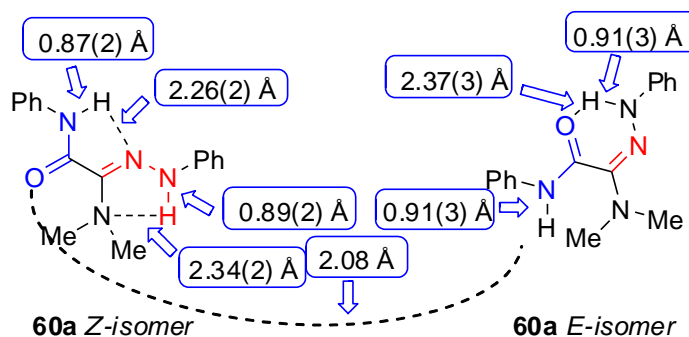 0.87(2) Å
0.91(3) Å
Ph
H
2.26(2) Å
2.37(3) Å
H
N
Ph
N
O
N
N
Ph
O
N
Ph
N
N
H
0.89(2) Å
0.91(3) Å
H
N
Me
Me
Me
Me
2.34(2) Å
2.08 Å
60a Z-isomer
60a E-isomer